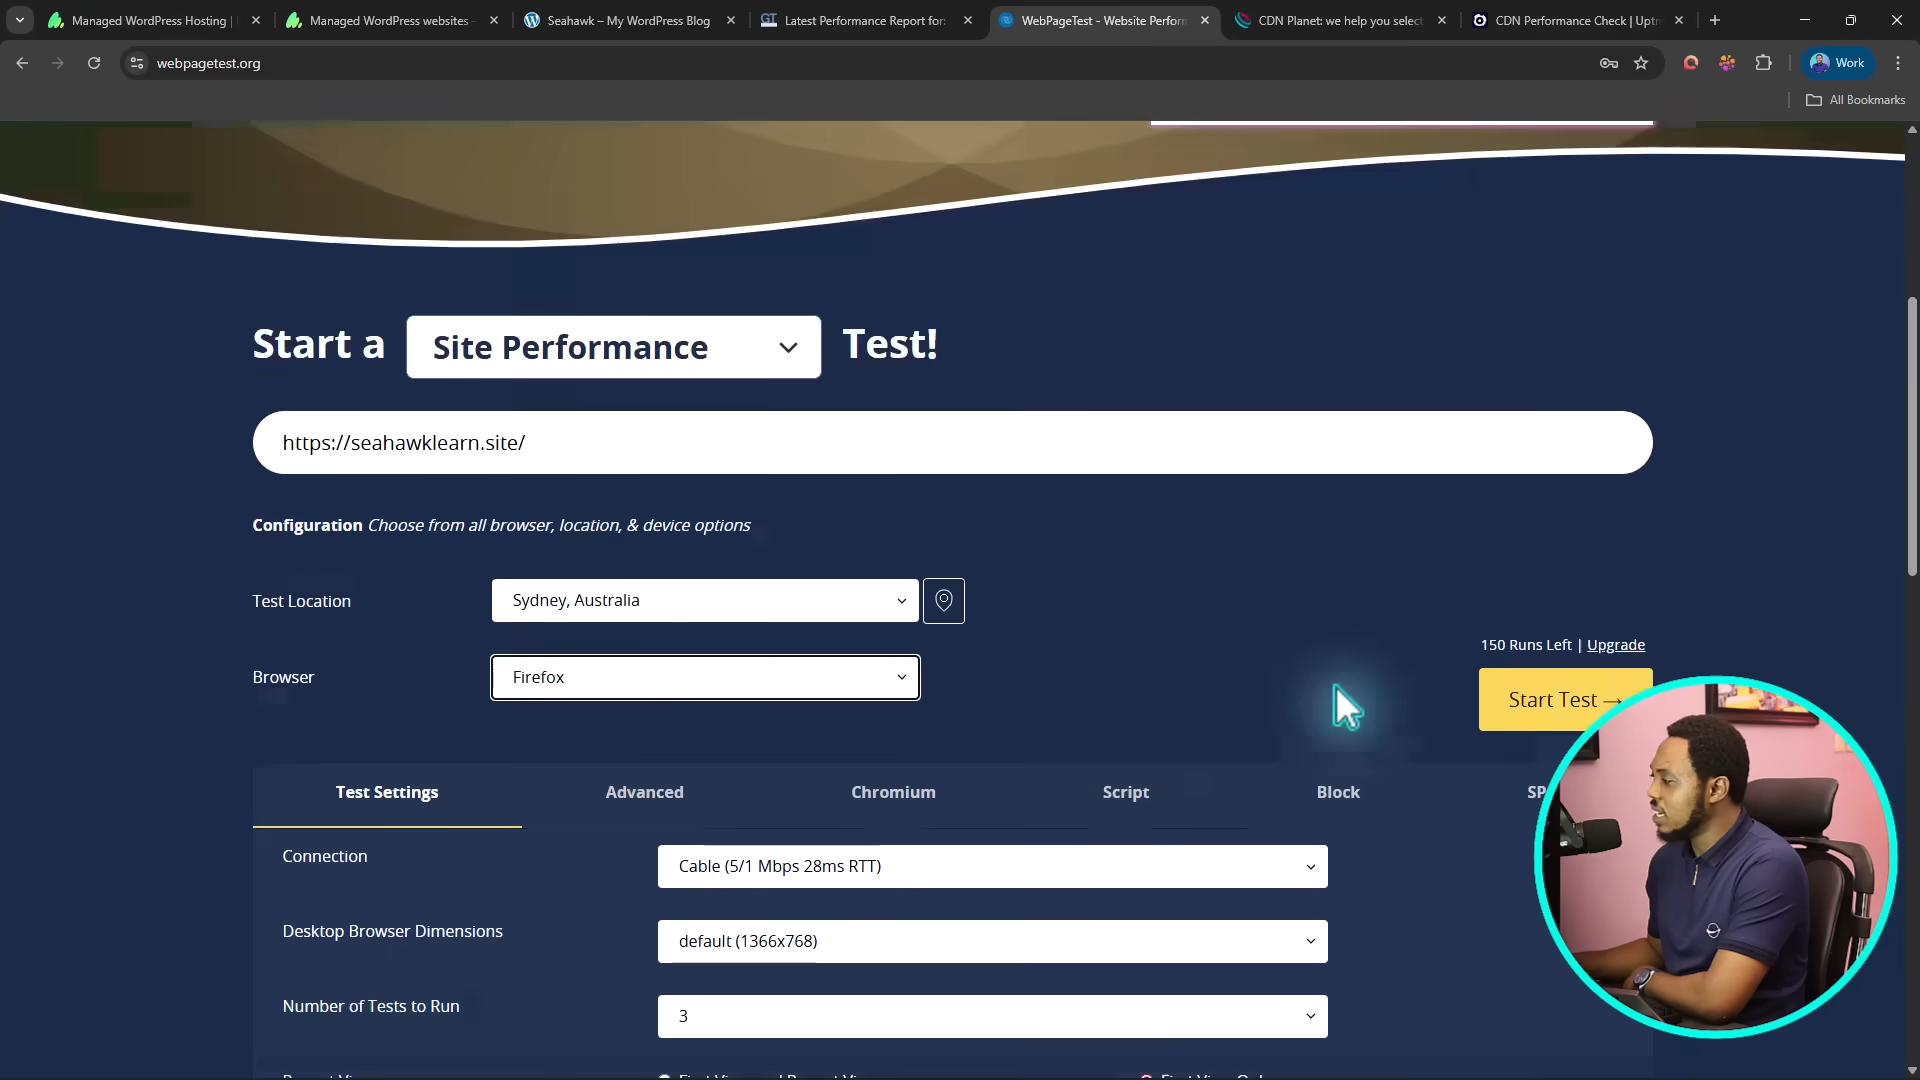 Managed WordPress Hosting |
Managed WordPress websites -
Seahawk – My WordPress Blog
GT
Latest Performance Report for:
WebPageTest - Website Perform
CDN Planet: we help you select
CDN Performance Check | Uptr
webpagetest.org
Work
All Bookmarks
Start a Site Performance Test!
https://seahawklearn.site/
Configuration Choose from all browser, location, & device options
Test Location
Sydney, Australia
150 Runs Left | Upgrade
Browser
Firefox
Start Test →
Test Settings
Advanced
Chromium
Script
Block
Connection
Cable (5/1 Mbps 28ms RTT)
Desktop Browser Dimensions
default (1366x768)
Number of Tests to Run
3